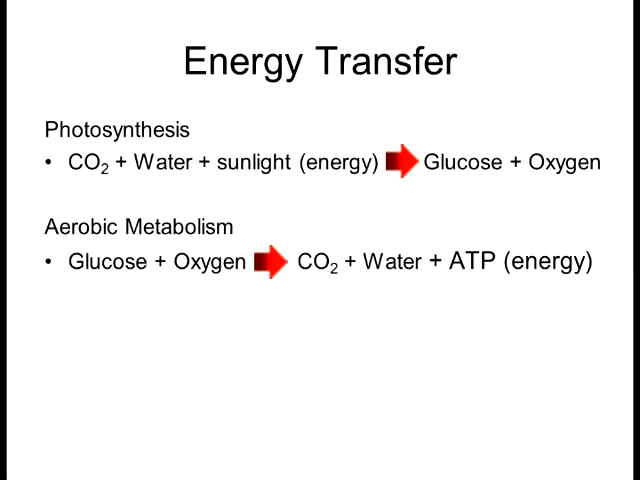 Energy Transfer
Photosynthesis
• CO₂ + Water + sunlight (energy) Glucose + Oxygen
Aerobic Metabolism
• Glucose + Oxygen CO₂ + Water + ATP (energy)